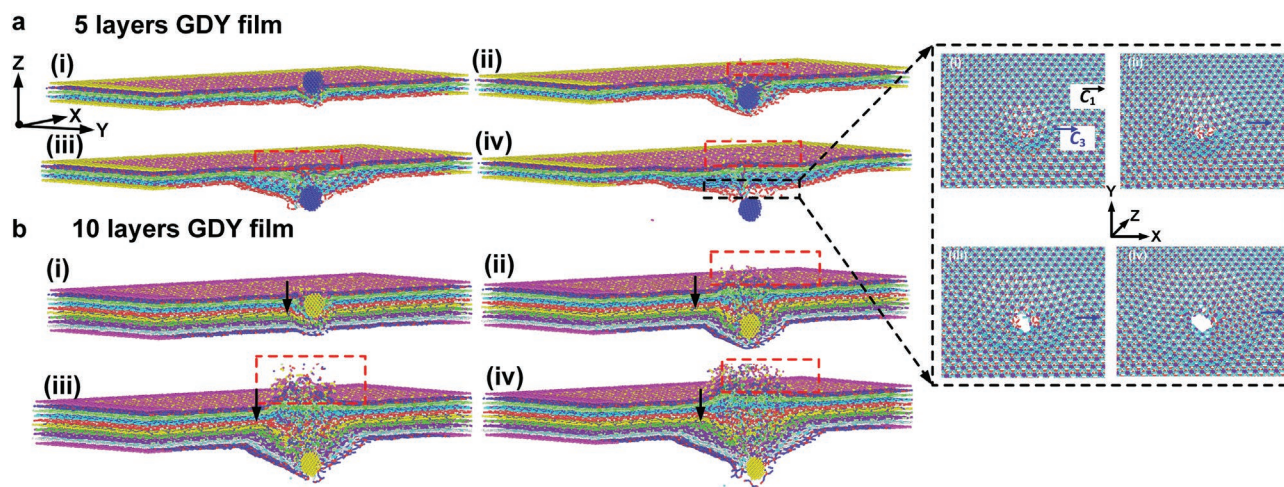 a 5 layers GDY film
Z
X
Y
(i)
(ii)
(iii)
(iv)
b 10 layers GDY film
(i)
(ii)
(iii)
(iv)
(i)
(ii)
C₁
C₃
Y
Z
X
(iii)
(iv)